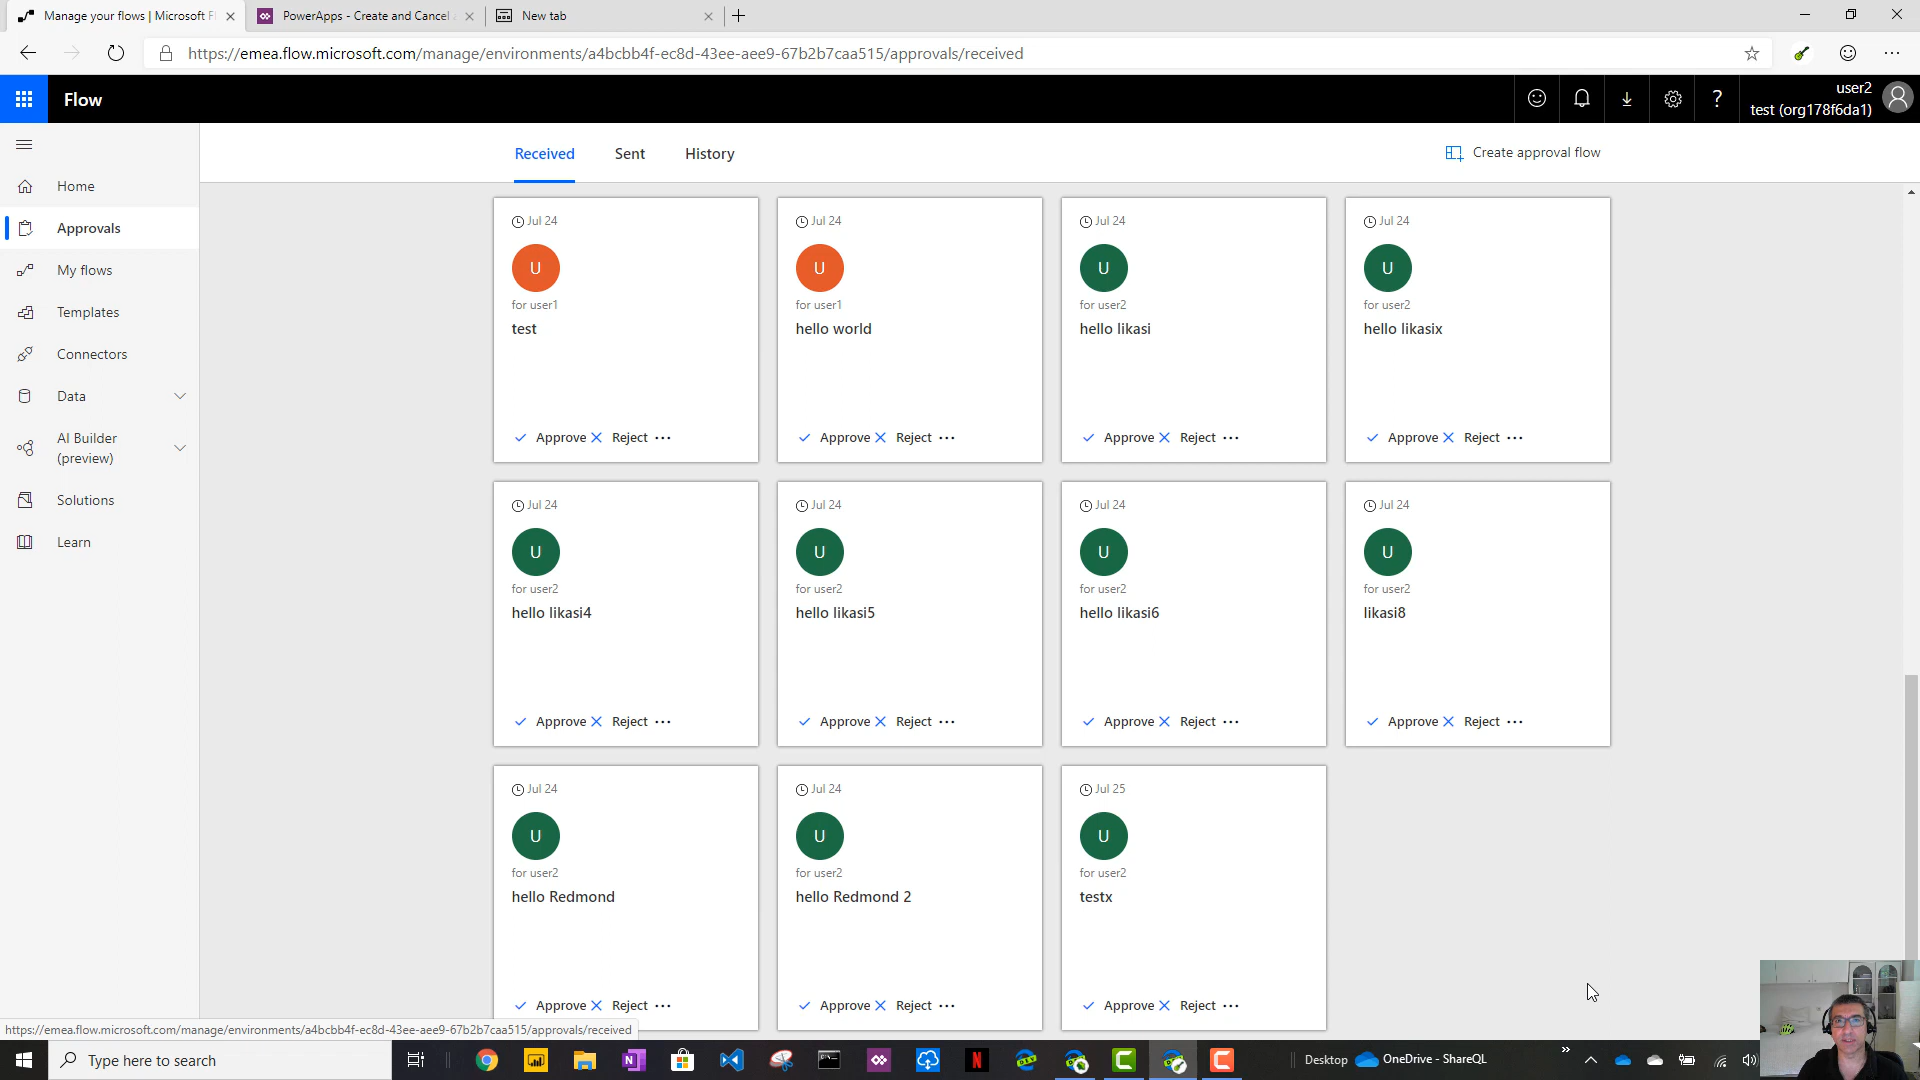 Manage your flows | Microsoft Fl
PowerApps - Create and Cancel a
New tab
https://emea.flow.microsoft.com/manage/environments/a4bcbb4f-ec8d-43ee-aee9-67b2b7caa515/approvals/received
Flow
?
user2
test (org178f6da1)
Received
Sent
History
Create approval flow
Home
Approvals
My flows
Templates
Connectors
Data
AI Builder
(preview)
Solutions
Learn
Jul 24
U
for user1
test
Approve Reject
Jul 24
U
for user1
hello world
Approve Reject
Jul 24
U
for user2
hello likasi
Approve Reject
Jul 24
U
for user2
hello likasix
Approve Reject
Jul 24
U
for user2
hello likasi4
Approve Reject
Jul 24
U
for user2
hello likasi5
Approve Reject
Jul 24
U
for user2
hello likasi6
Approve Reject
Jul 24
U
for user2
likasi8
Approve Reject
Jul 24
U
for user2
hello Redmond
Approve Reject
Jul 24
U
for user2
hello Redmond 2
Approve Reject
Jul 25
U
for user2
testx
Approve Reject
https://emea.flow.microsoft.com/manage/environments/a4bcbb4f-ec8d-43ee-aee9-67b2b7caa515/approvals/received
Type here to search
Desktop
OneDrive - ShareQL